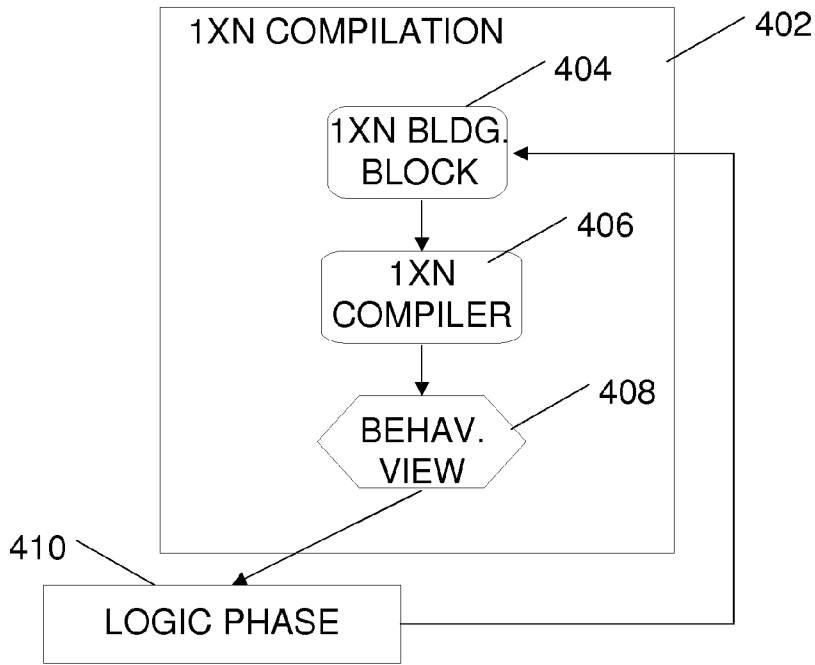 1XN COMPILATION
402
404
1XN BLDG.
BLOCK
406
1XN
COMPILER
408
BEHAV.
VIEW
410
LOGIC PHASE